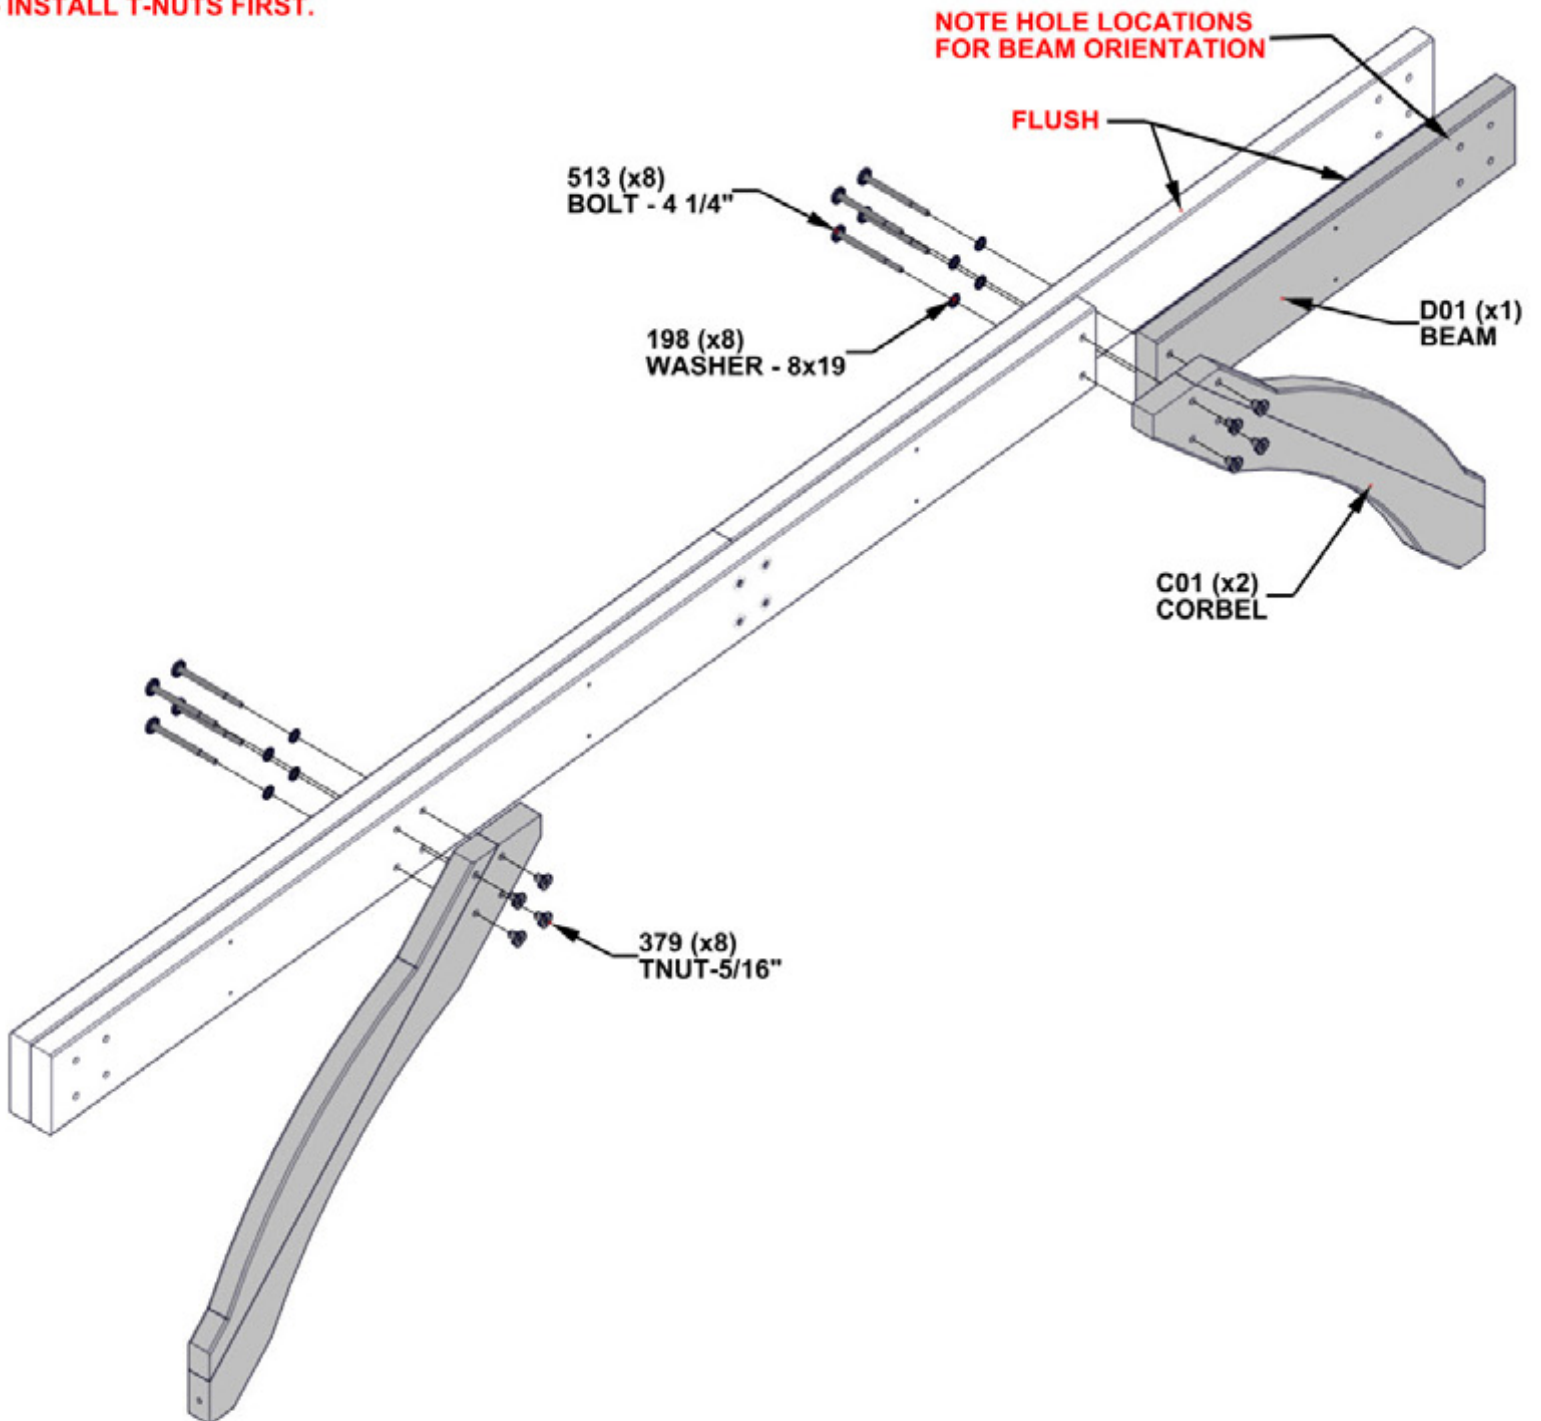 INSTALL T-NUTS FIRST.
NOTE HOLE LOCATIONS
FOR BEAM ORIENTATION
FLUSH
513 (x8)
BOLT - 4 1/4"
198 (x8)
WASHER - 8x19
D01 (x1)
BEAM
C01 (x2)
CORBEL
379 (x8)
TNUT-5/16"